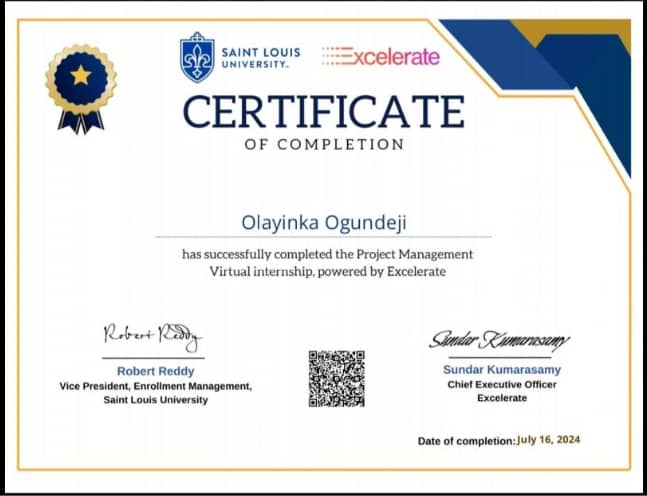 SAINT LOUIS
UNIVERSITY.
Excelerate
CERTIFICATE
OF COMPLETION
Olayinka Ogundeji
has successfully completed the Project Management
Virtual internship, powered by Excelerate
Robert Reddy
Robert Reddy
Vice President, Enrollment Management,
Saint Louis University
Sundar Kumarasamy
Sundar Kumarasamy
Chief Executive Officer
Excelerate
Date of completion:July 16, 2024